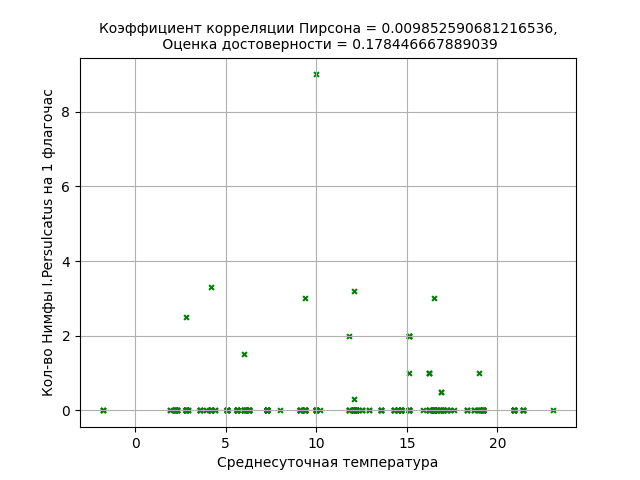 Коэффициент корреляции Пирсона = 0.009852590681216536,
Оценка достоверности = 0.178446667889039
Кол-во Нимфы I.Persulcatus на 1 флагочас
8
6
4
2
0
0
5
10
15
20
Среднесуточная температура